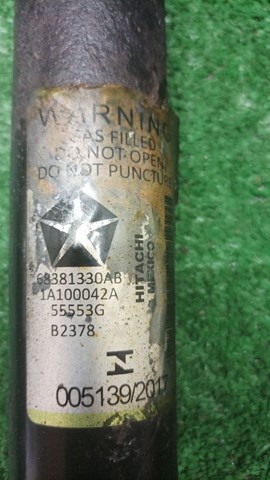 WARNING
GAS FILLED
DO NOT OPEN
DO NOT PUNCTURE
68381330AB
1A100042A
55553G
B2378
HITACHI
MEXICO
005139/2017